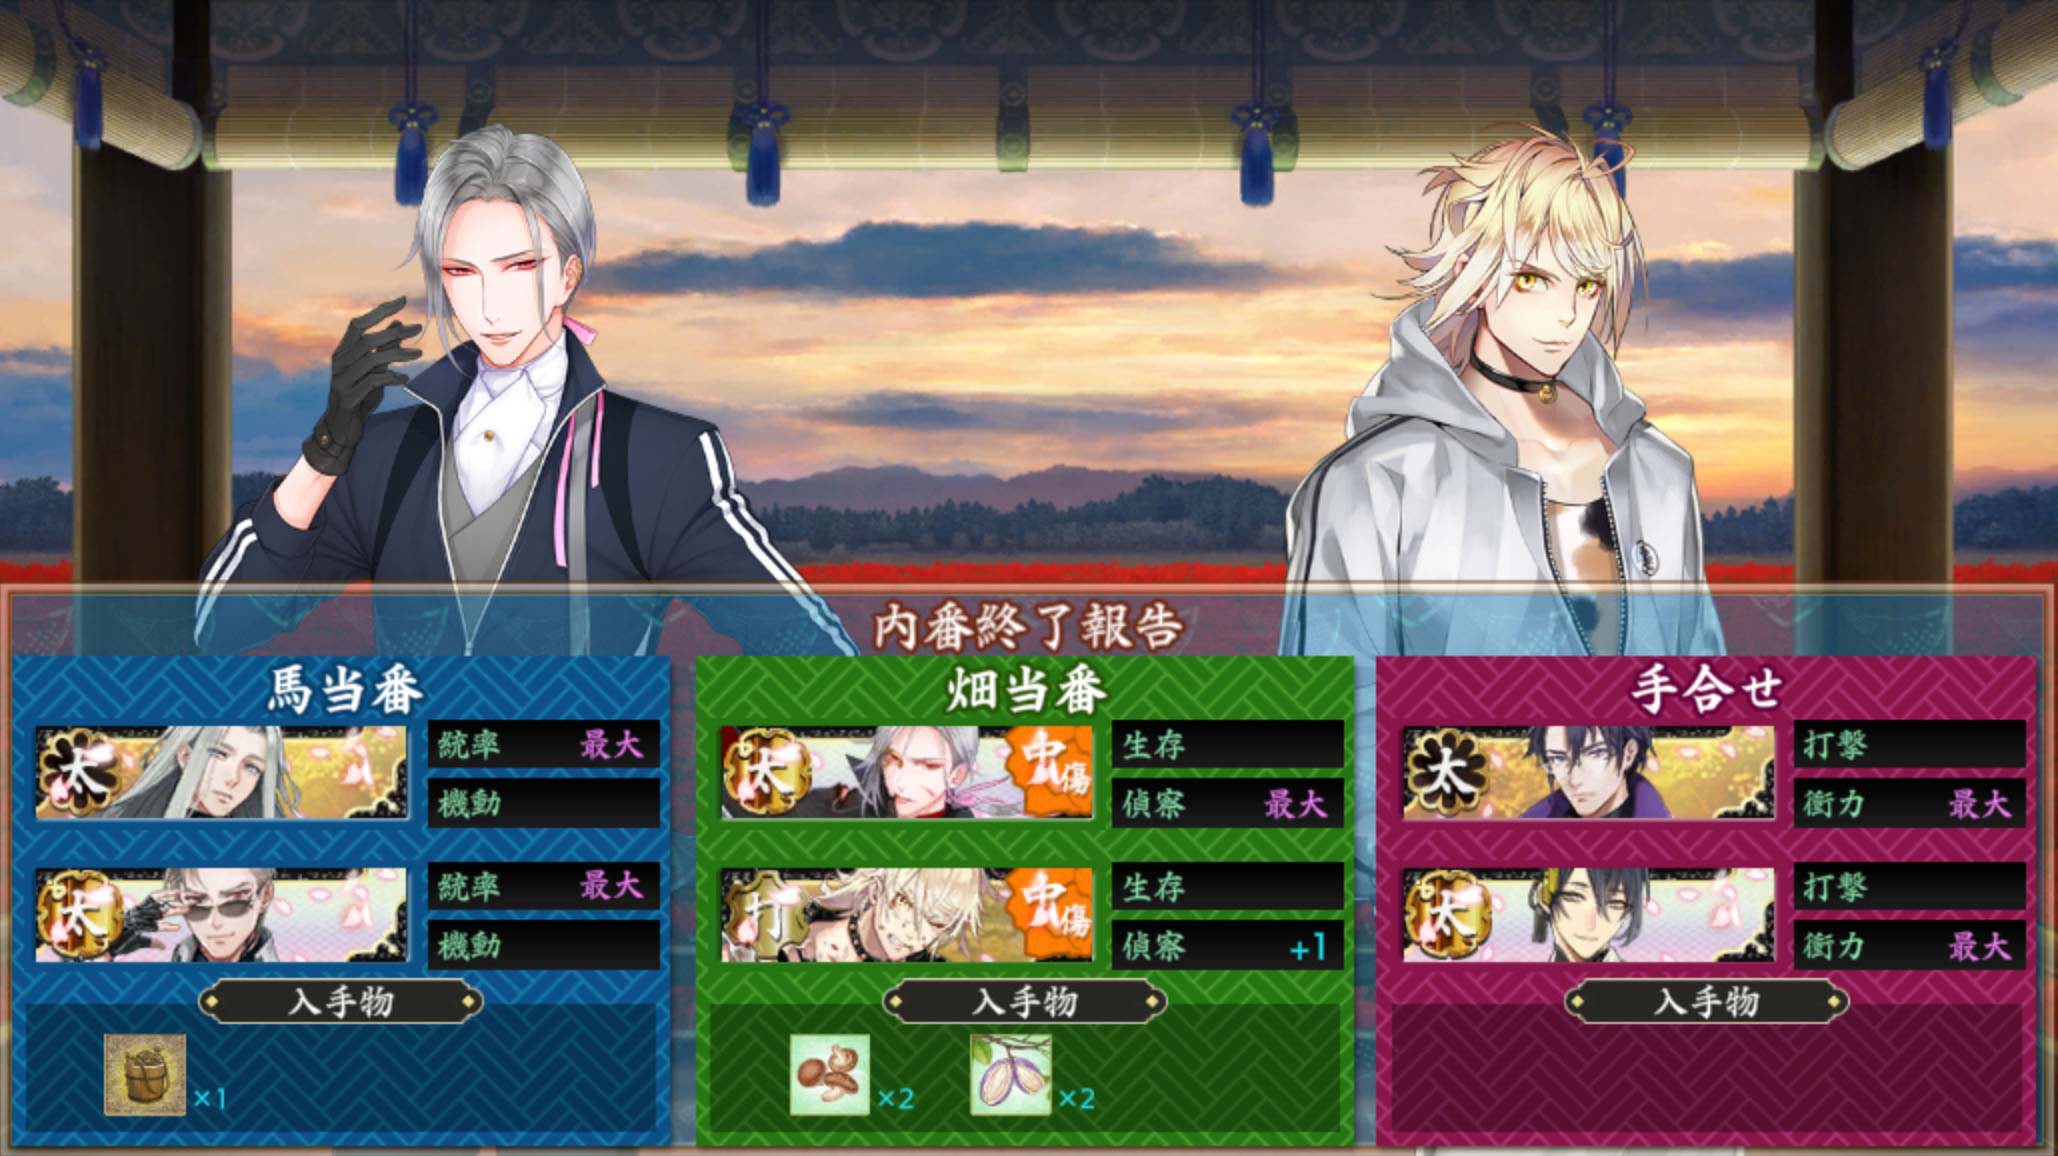 内番終了報告
馬当番
太
統率 最大
機動
太
統率 最大
機動
入手物
×1
畑当番
太
中傷
生存
偵察 最大
打
中傷
生存
偵察 +1
入手物
×2
×2
手合せ
太
打撃
衝力 最大
太
打撃
衝力 最大
入手物